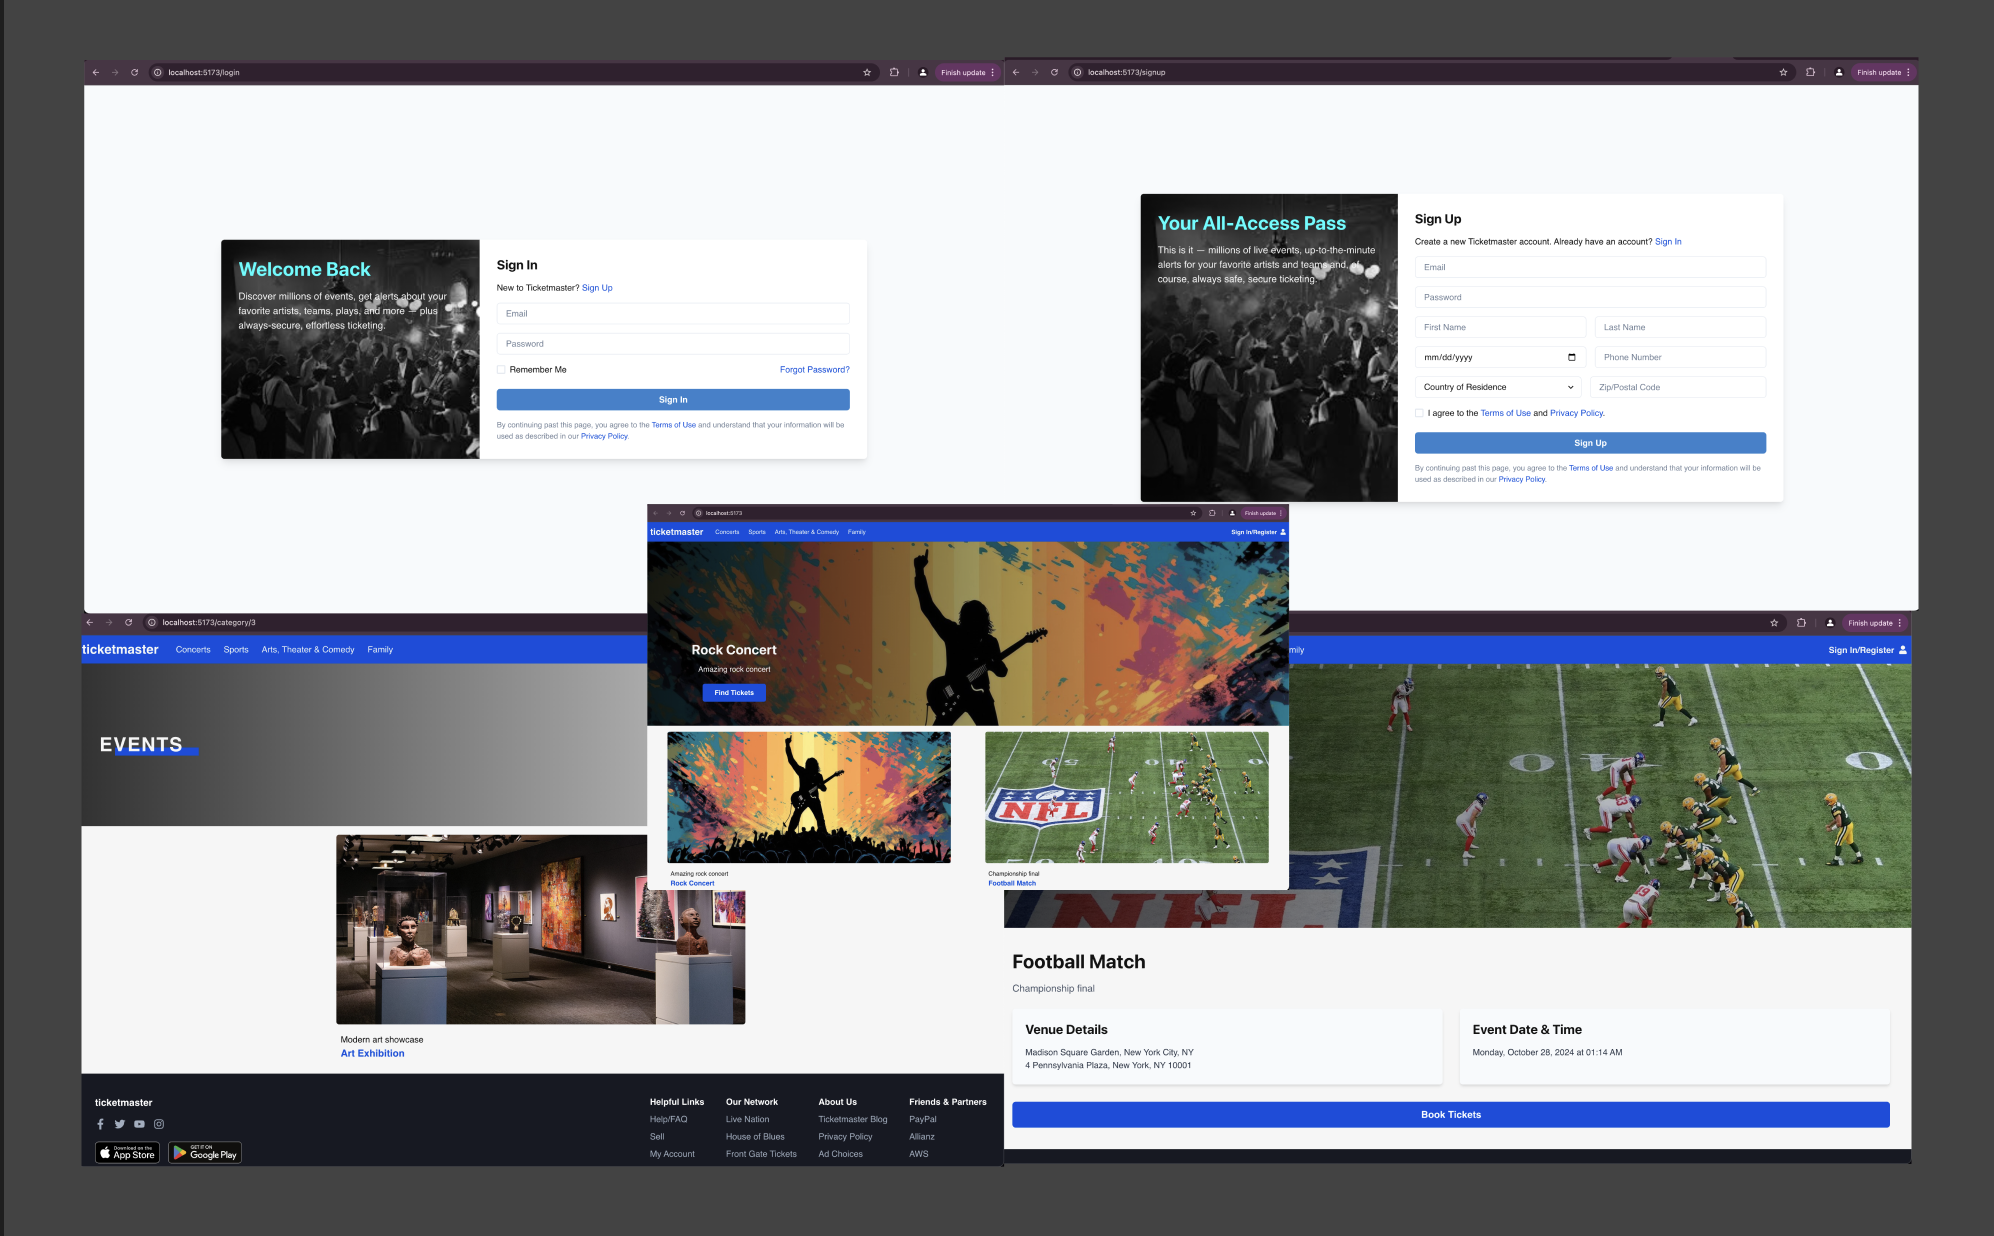 localhost:5173/login
Finish update
Welcome Back
Discover millions of events, get alerts about your
favorite artists, teams, plays, and more — plus
always-secure, effortless ticketing.
Sign In
New to Ticketmaster? Sign Up
Email
Password
Remember Me
Forgot Password?
Sign In
By continuing past this page, you agree to the Terms of Use and understand that your information will be
used as described in our Privacy Policy.
localhost:5173/signup
Finish update
Your All-Access Pass
This is it — millions of live events, up-to-the-minute
alerts for your favorite artists and teams and, of
course, always safe, secure ticketing.
Sign Up
Create a new Ticketmaster account. Already have an account? Sign In
Email
Password
First Name
Last Name
mm/dd/yyyy
Phone Number
Country of Residence
Zip/Postal Code
I agree to the Terms of Use and Privacy Policy.
Sign Up
By continuing past this page, you agree to the Terms of Use and understand that your information will be
used as described in our Privacy Policy.
localhost:5173
Finish update
ticketmaster
Concerts
Sports
Arts, Theater & Comedy
Family
Sign In/Register
Rock Concert
Amazing rock concert
Find Tickets
NFL
Amazing rock concert
Rock Concert
Championship final
Football Match
localhost:5173/category/3
ticketmaster
Concerts
Sports
Arts, Theater & Comedy
Family
EVENTS
Modern art showcase
Art Exhibition
ticketmaster
Download on the
App Store
GET IT ON
Google Play
Helpful Links
Help/FAQ
Sell
My Account
Our Network
Live Nation
House of Blues
Front Gate Tickets
About Us
Ticketmaster Blog
Privacy Policy
Ad Choices
Friends & Partners
PayPal
Allianz
AWS
Finish update
mily
Sign In/Register
NFL
Football Match
Championship final
Venue Details
Madison Square Garden, New York City, NY
4 Pennsylvania Plaza, New York, NY 10001
Event Date & Time
Monday, October 28, 2024 at 01:14 AM
Book Tickets